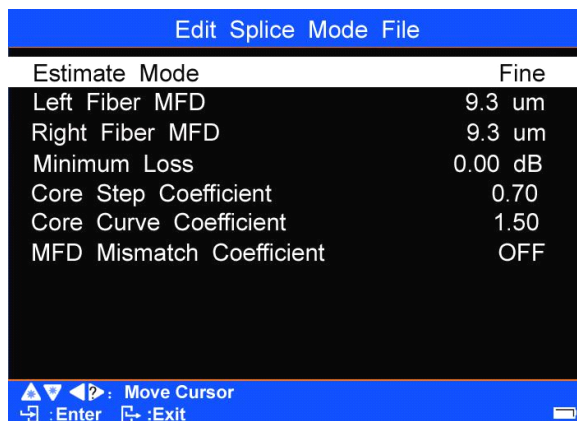 Edit Splice Mode File
Estimate Mode Fine
Left Fiber MFD 9.3 um
Right Fiber MFD 9.3 um
Minimum Loss 0.00 dB
Core Step Coefficient 0.70
Core Curve Coefficient 1.50
MFD Mismatch Coefficient OFF
? : Move Cursor
: Enter : Exit